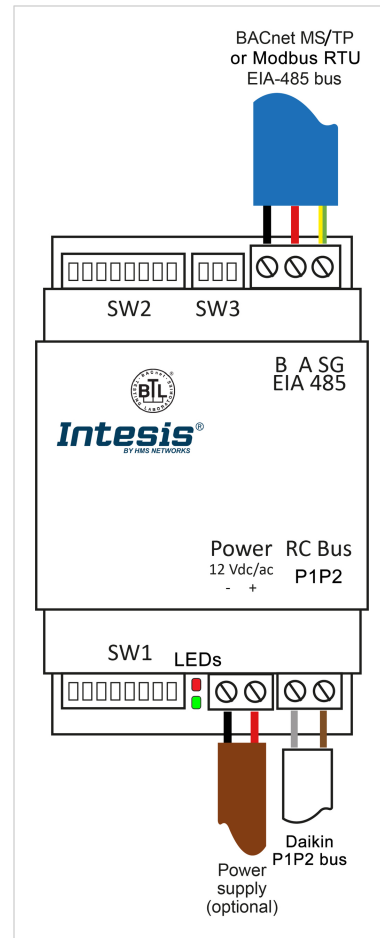 BACnet MS/TP
or Modbus RTU
EIA-485 bus
SW2 SW3
B A SG
EIA 485
BTL
®
Intesis®
BY HMS NETWORKS
Power RC Bus
12 Vdc/ac P1P2
- +
SW1 LEDs
Daikin
P1P2 bus
Power
supply
(optional)